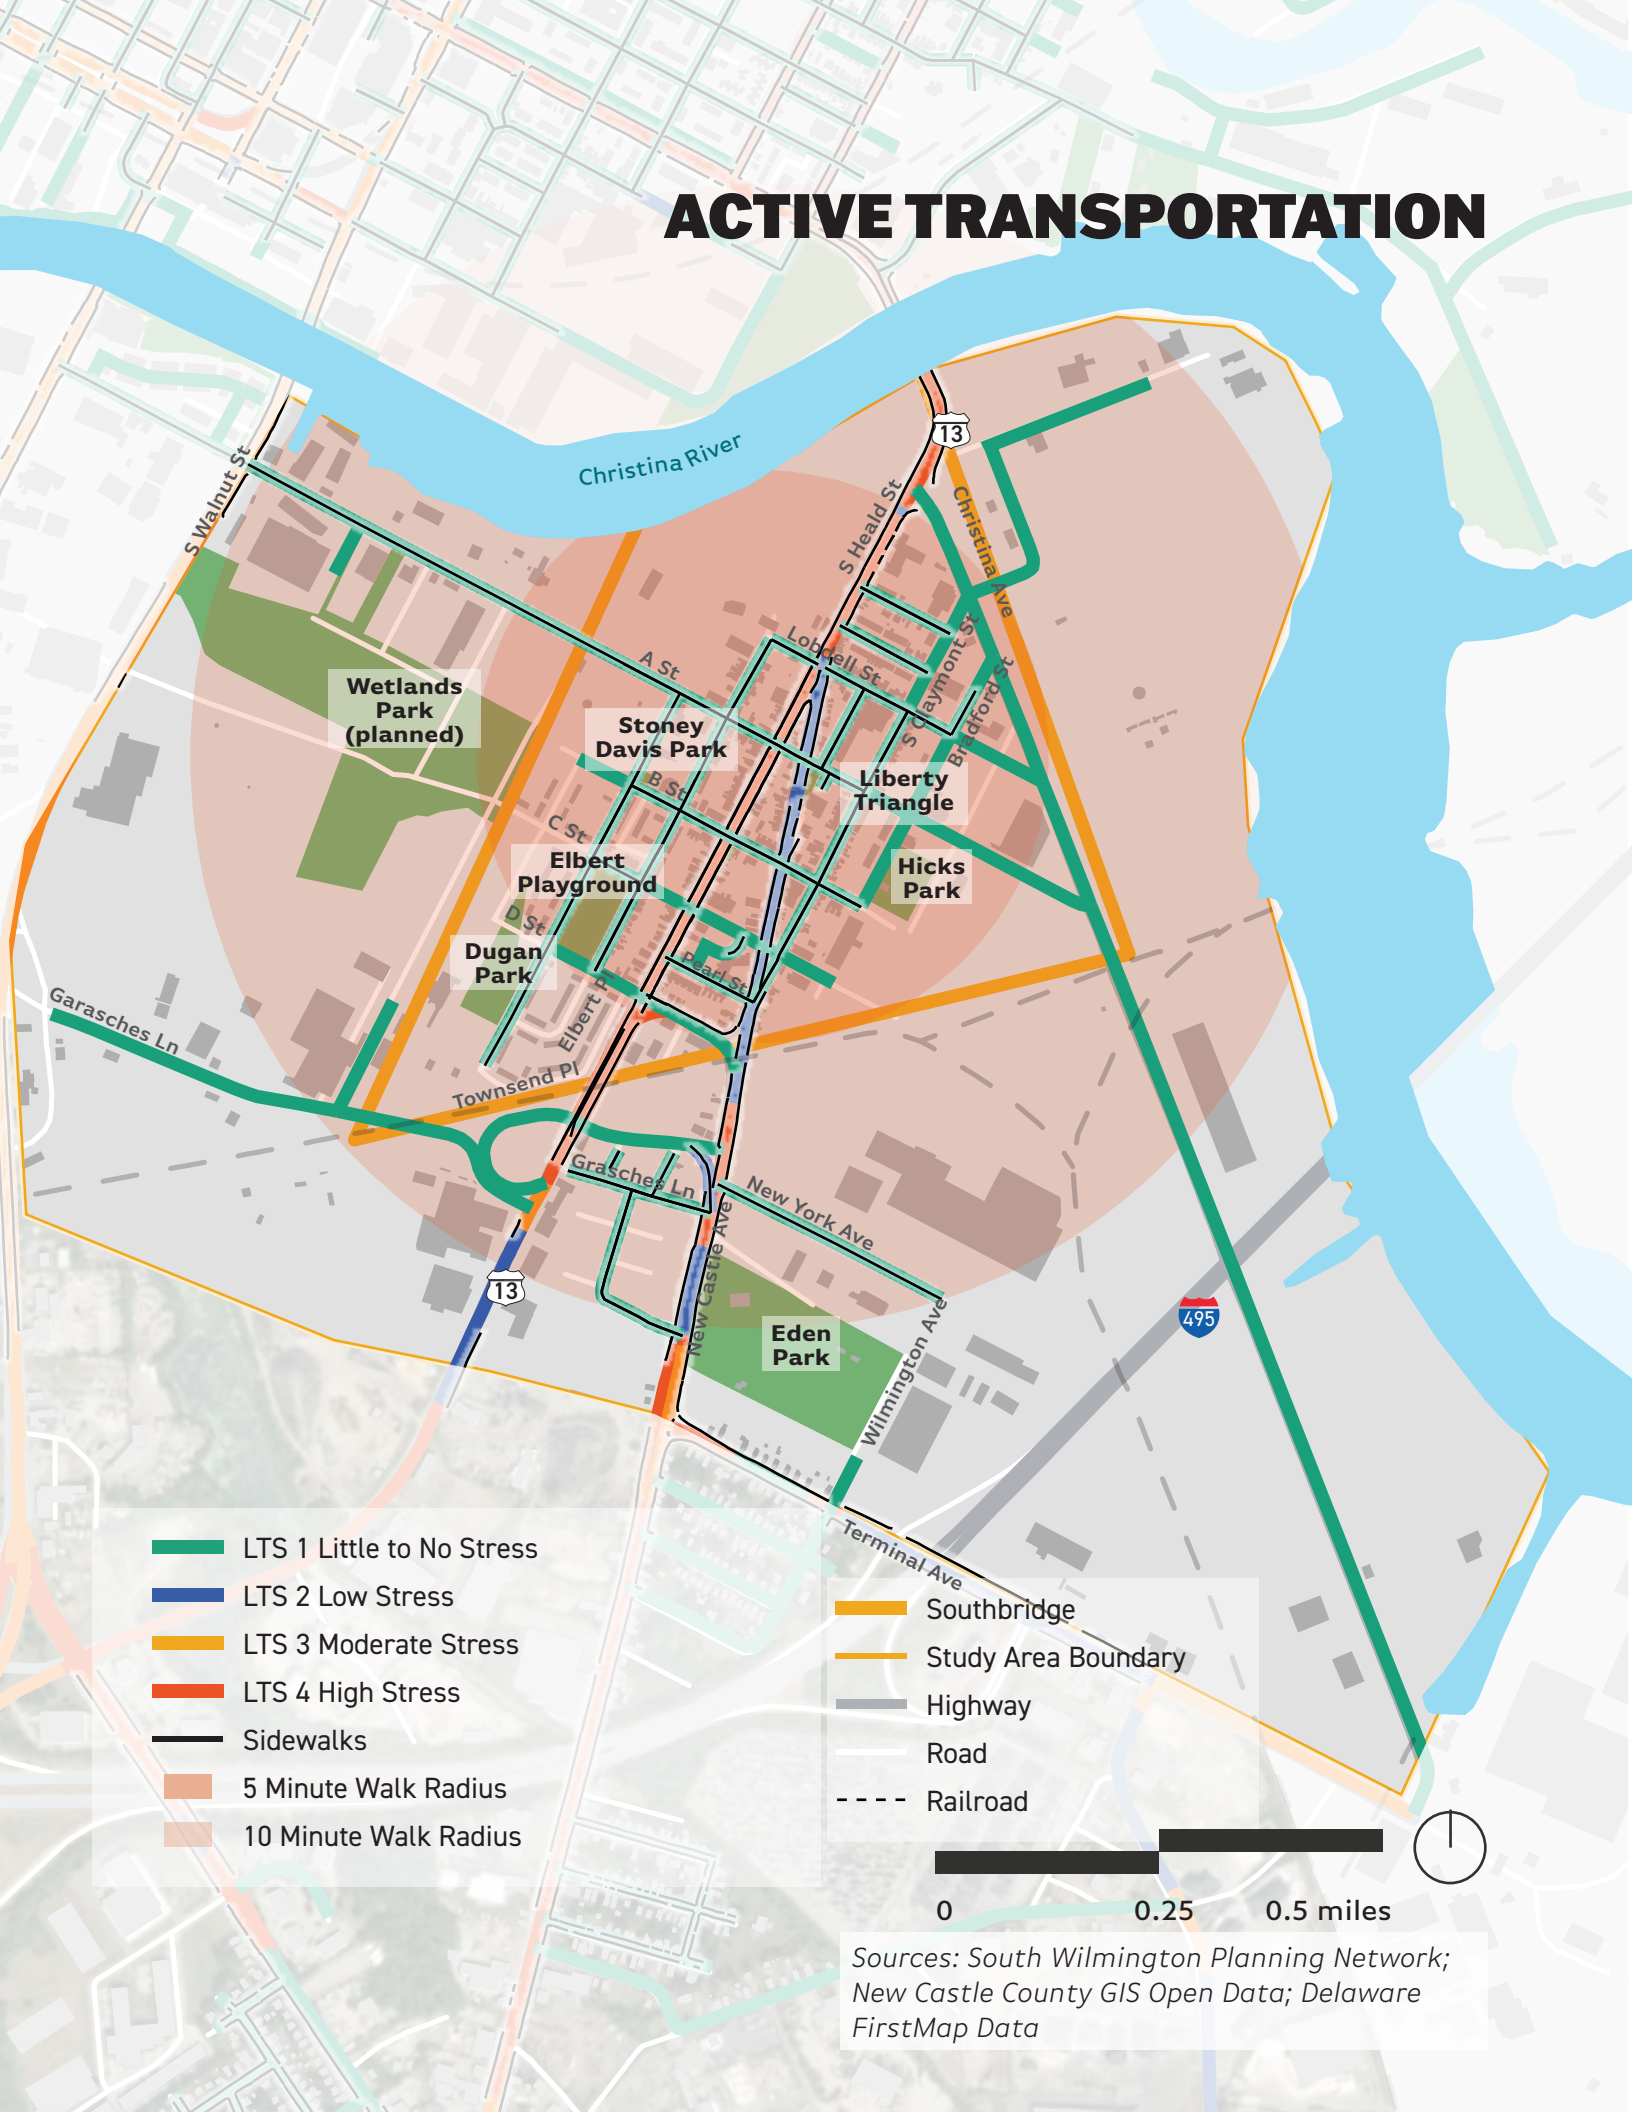 ACTIVE TRANSPORTATION
13
Christina River
S Walnut St
S Heald St
Christina Ave
Lobdell St
A St
S Claymont St
Bradford St
Wetlands
Park
(planned)
Stoney
Davis Park
B St
Liberty
Triangle
C St
Elbert
Playground
Hicks
Park
D St
Dugan
Park
Pearl St
Elbert Pl
Garasches Ln
Townsend Pl
Grasches Ln
New York Ave
New Castle Ave
13
495
Eden
Park
Wilmington Ave
Terminal Ave
LTS 1 Little to No Stress
LTS 2 Low Stress
LTS 3 Moderate Stress
LTS 4 High Stress
Sidewalks
5 Minute Walk Radius
10 Minute Walk Radius
Southbridge
Study Area Boundary
Highway
Road
Railroad
0 0.25 0.5 miles
Sources: South Wilmington Planning Network;
New Castle County GIS Open Data; Delaware
FirstMap Data